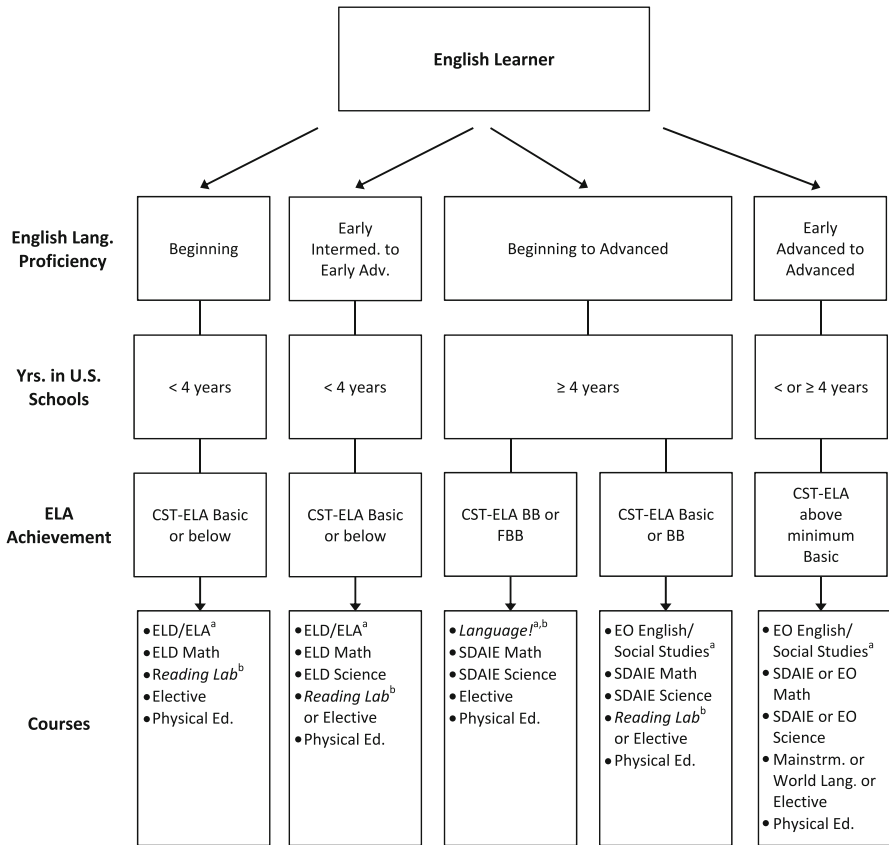 English Learner
English Lang.
Proficiency
Beginning
Early
Intermed. to
Early Adv.
Beginning to Advanced
Early
Advanced to
Advanced
Yrs. in U.S.
Schools
< 4 years
< 4 years
≥ 4 years
< or ≥ 4 years
ELA
Achievement
CST-ELA Basic
or below
CST-ELA Basic
or below
CST-ELA BB or
FBB
CST-ELA Basic
or BB
CST-ELA
above
minimum
Basic
Courses
• ELD/ELAᵃ
• ELD Math
• Reading Labᵇ
• Elective
• Physical Ed.
• ELD/ELAᵃ
• ELD Math
• ELD Science
• Reading Labᵇ
or Elective
• Physical Ed.
• Language!ᵃ,ᵇ
• SDAIE Math
• SDAIE Science
• Elective
• Physical Ed.
• EO English/
Social Studiesᵃ
• SDAIE Math
• SDAIE Science
• Reading Labᵇ
or Elective
• Physical Ed.
• EO English/
Social Studiesᵃ
• SDAIE or EO
Math
• SDAIE or EO
Science
• Mainstrm. or
World Lang. or
Elective
• Physical Ed.